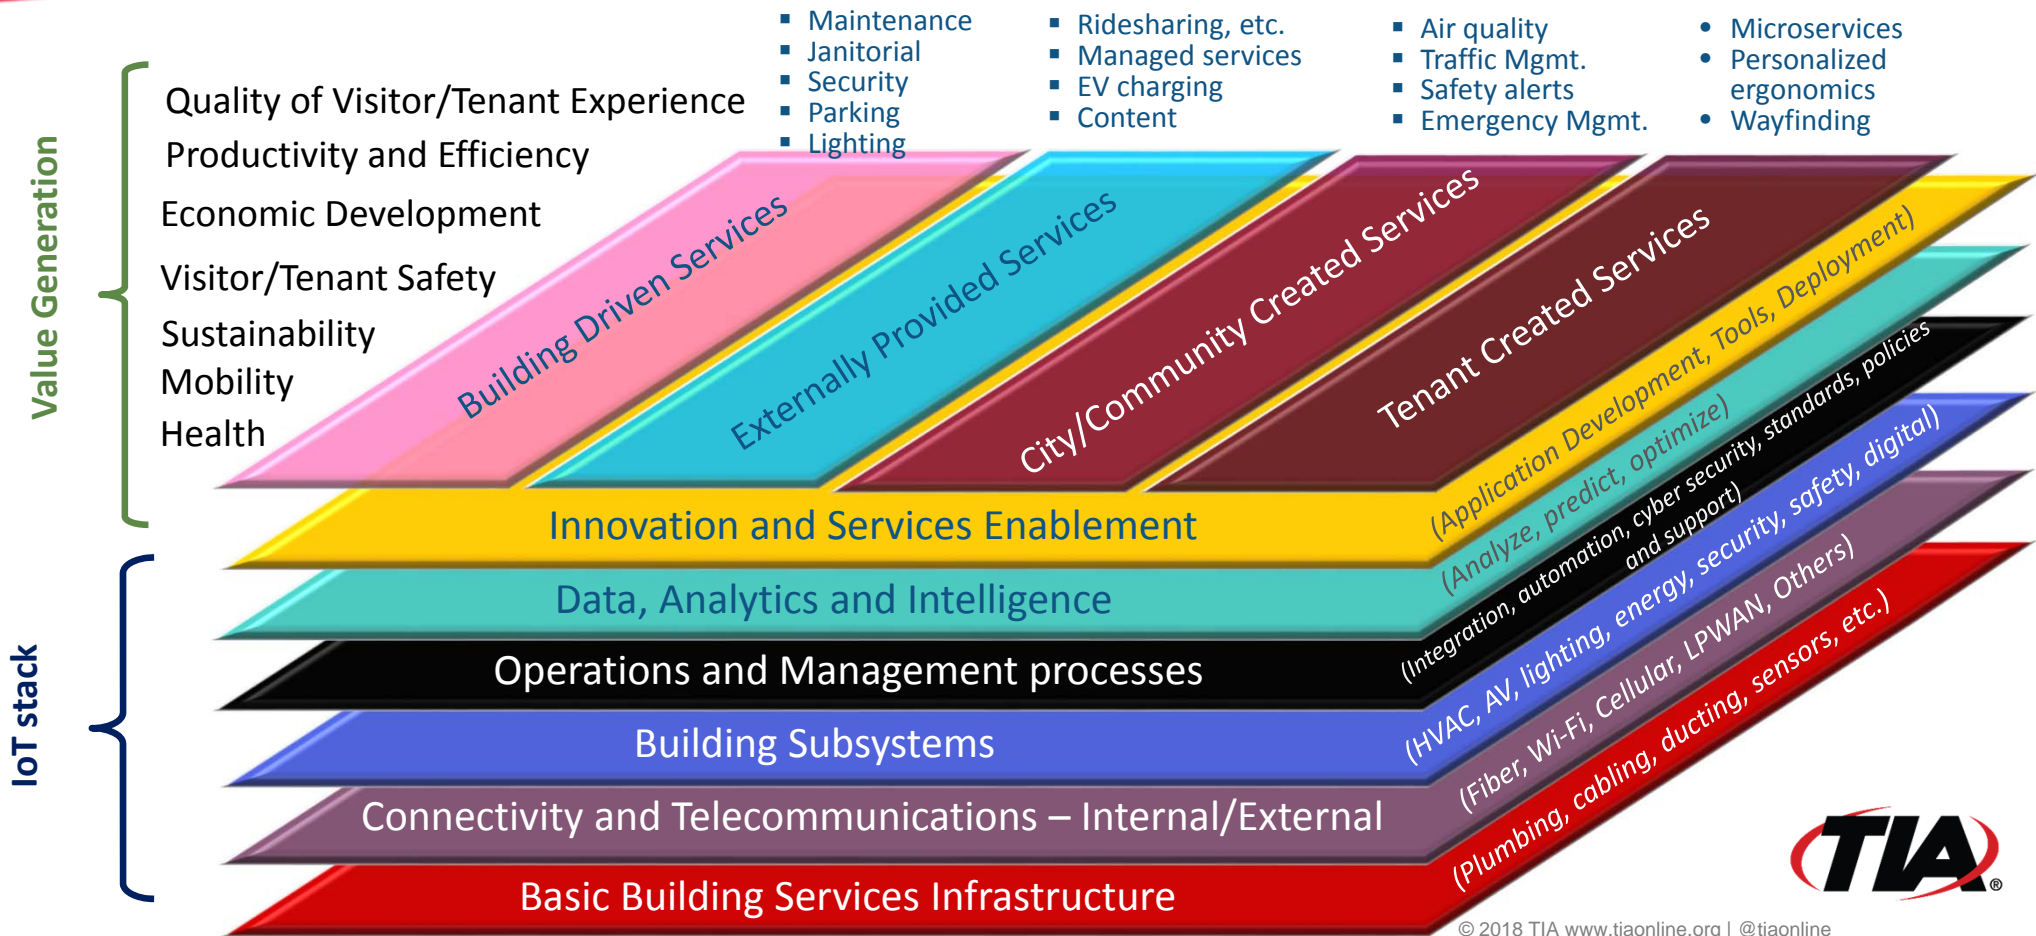 Maintenance
Janitorial
Security
Parking
Lighting
Ridesharing, etc.
Managed services
EV charging
Content
Air quality
Traffic Mgmt.
Safety alerts
Emergency Mgmt.
Microservices
Personalized
ergonomics
Wayfinding
Value Generation
Quality of Visitor/Tenant Experience
Productivity and Efficiency
Economic Development
Visitor/Tenant Safety
Sustainability
Mobility
Health
Building Driven Services
Externally Provided Services
City/Community Created Services
Tenant Created Services
Innovation and Services Enablement
(Application Development, Tools, Deployment)
IoT stack
Data, Analytics and Intelligence
(Analyze, predict, optimize)
Operations and Management processes
(Integration, automation, cyber security, standards, policies
and support)
Building Subsystems
(HVAC, AV, lighting, energy, security, safety, digital)
Connectivity and Telecommunications – Internal/External
(Fiber, Wi-Fi, Cellular, LPWAN, Others)
Basic Building Services Infrastructure
(Plumbing, cabling, ducting, sensors, etc.)
TIA®
© 2018 TIA www.tiaonline.org | @tiaonline